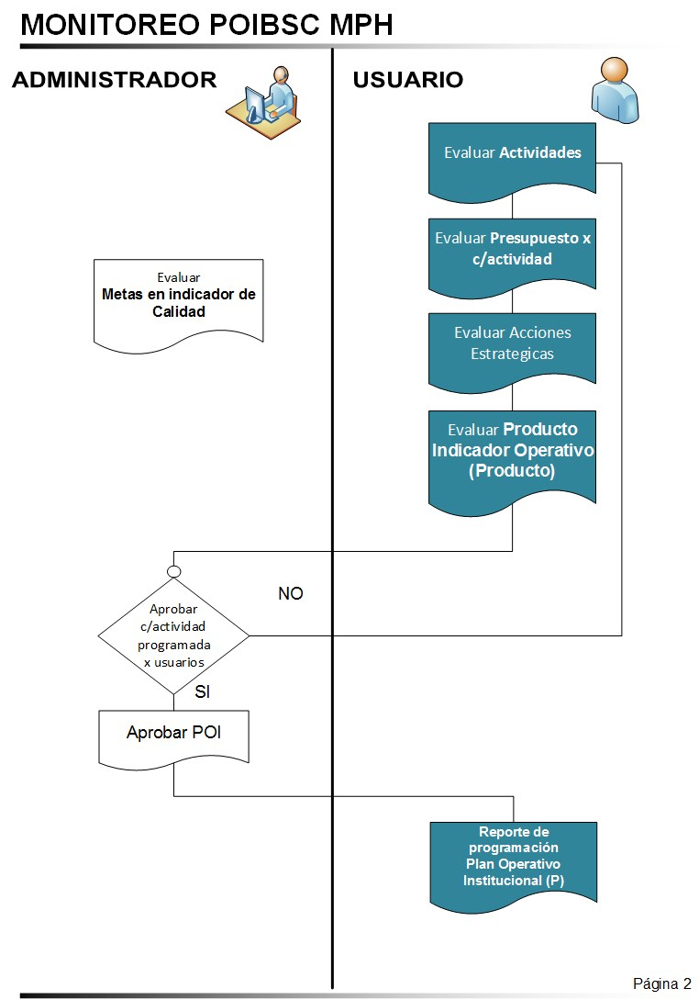 MONITOREO POIBSC MPH
ADMINISTRADOR
USUARIO
Evaluar Actividades
Evaluar Presupuesto x
c/actividad
Evaluar
Metas en indicador de
Calidad
Evaluar Acciones
Estrategicas
Evaluar Producto
Indicador Operativo
(Producto)
NO
Aprobar
c/actividad
programada
x usuarios
SI
Aprobar POI
Reporte de
programación
Plan Operativo
Institucional (P)
Página 2